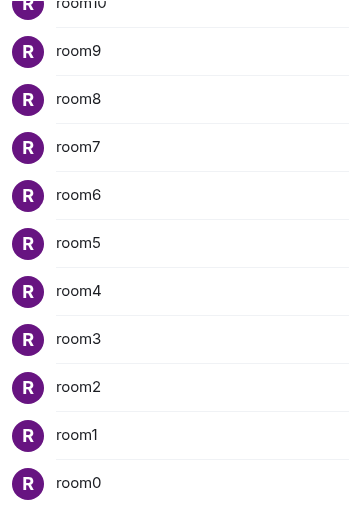 R room10
R room9
R room8
R room7
R room6
R room5
R room4
R room3
R room2
R room1
R room0